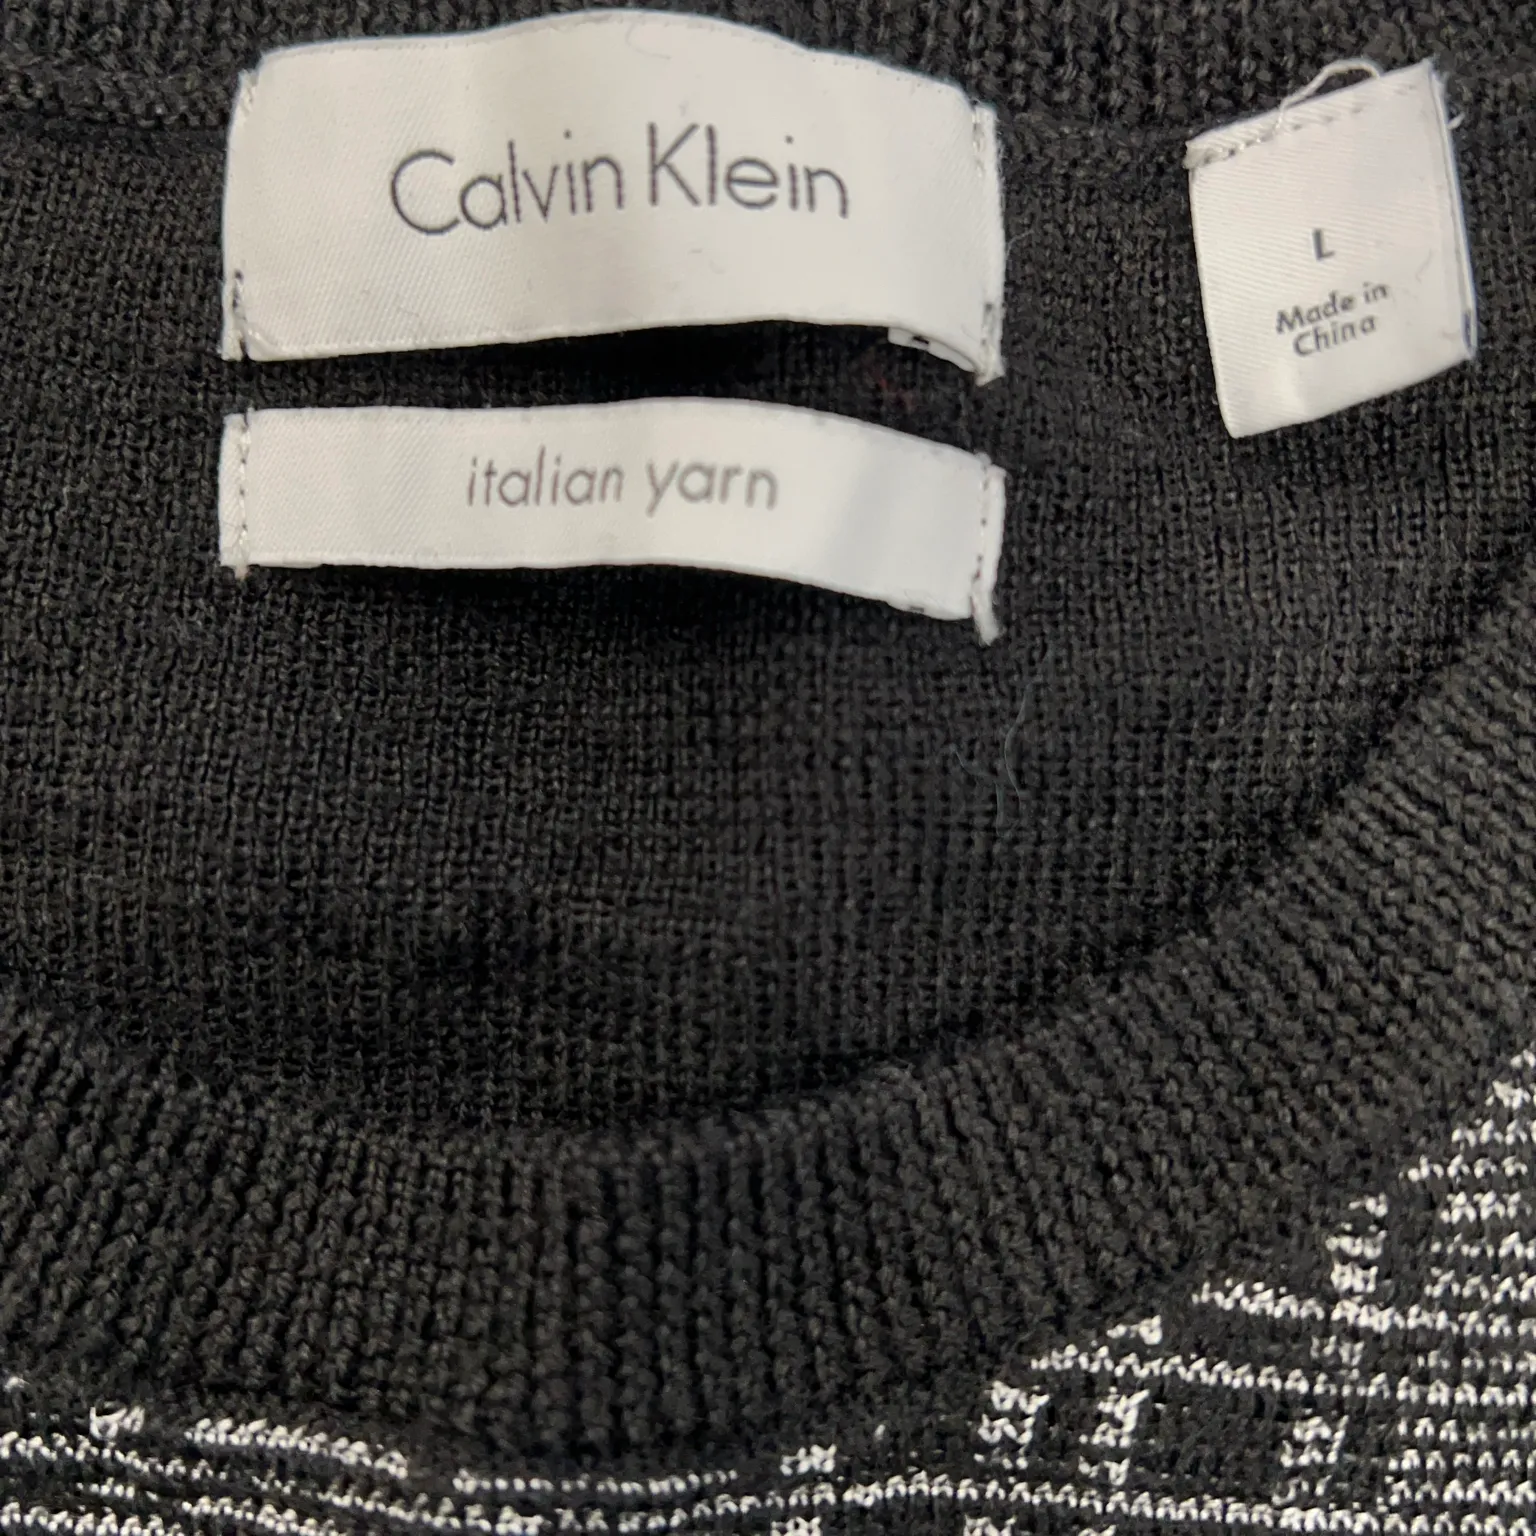 Calvin Klein
italian yarn
L
Made in
China